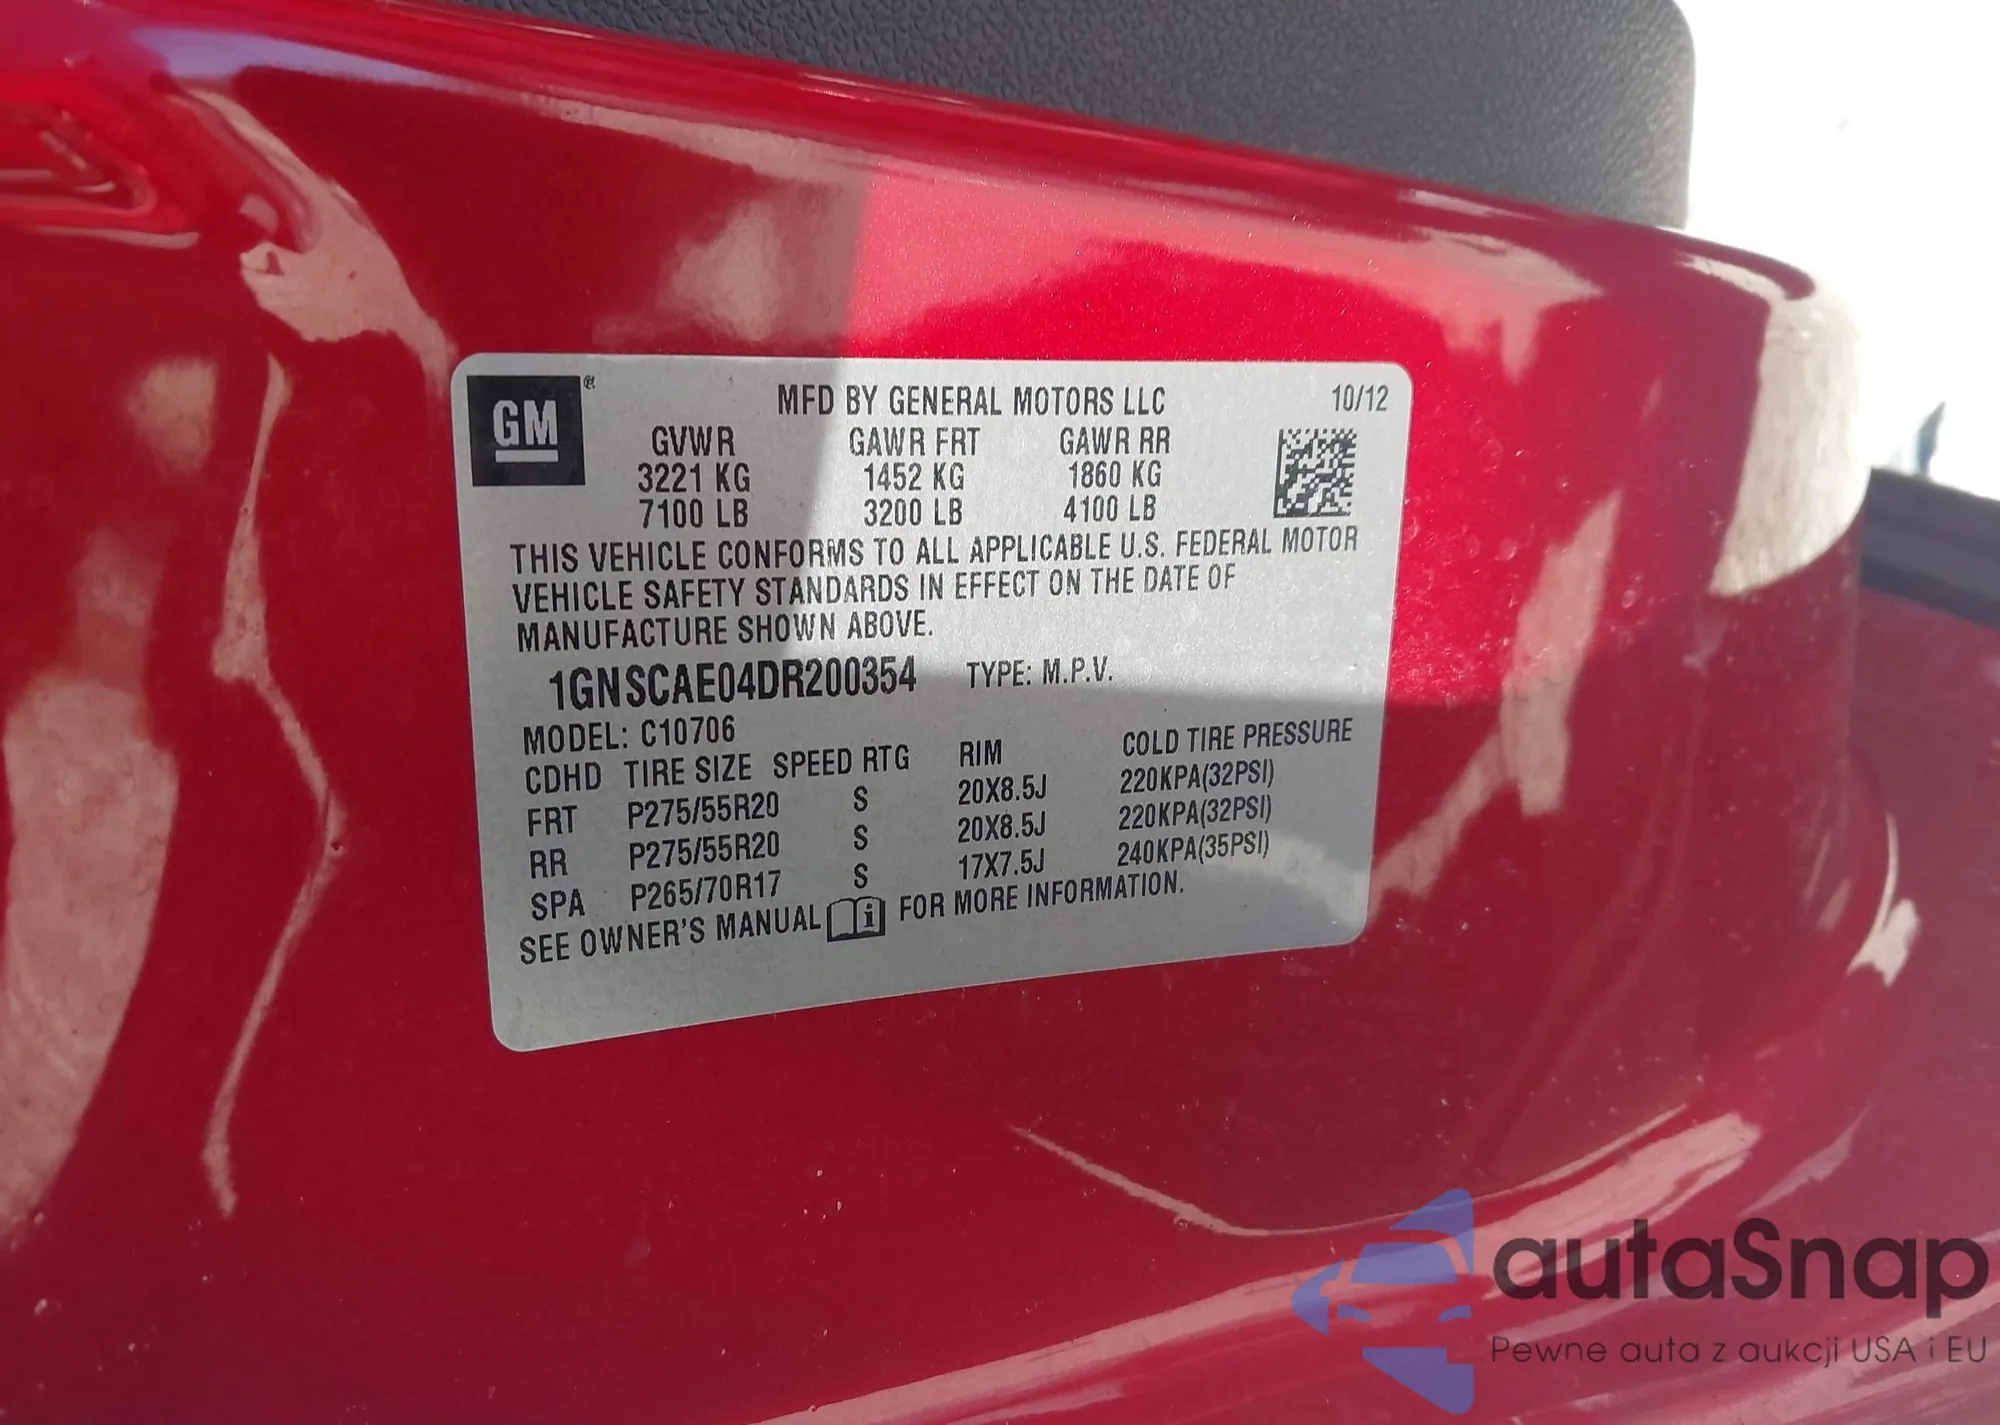 GM®
MFD BY GENERAL MOTORS LLC 10/12
GVWR GAWR FRT GAWR RR
3221 KG 1452 KG 1860 KG
7100 LB 3200 LB 4100 LB
THIS VEHICLE CONFORMS TO ALL APPLICABLE U.S. FEDERAL MOTOR
VEHICLE SAFETY STANDARDS IN EFFECT ON THE DATE OF
MANUFACTURE SHOWN ABOVE.
1GNSCAE04DR200354 TYPE: M.P.V.
MODEL: C10706
CDHD TIRE SIZE SPEED RTG RIM COLD TIRE PRESSURE
FRT P275/55R20 S 20X8.5J 220KPA(32PSI)
RR P275/55R20 S 20X8.5J 220KPA(32PSI)
SPA P265/70R17 S 17X7.5J 240KPA(35PSI)
SEE OWNER'S MANUAL i FOR MORE INFORMATION.
autaSnap
Pewne auta z aukcji USA i EU